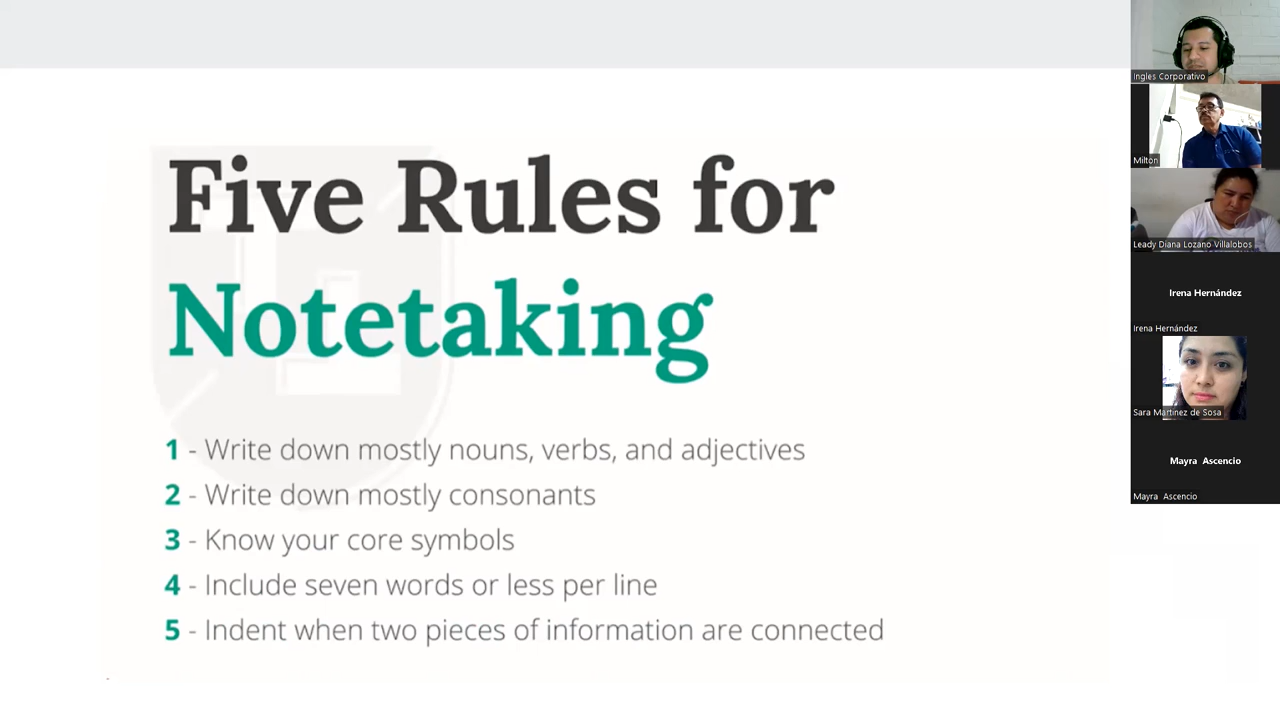 Five Rules for
Notetaking
1 - Write down mostly nouns, verbs, and adjectives
2 - Write down mostly consonants
3 - Know your core symbols
4 - Include seven words or less per line
5 - Indent when two pieces of information are connected
Ingles Corporativo
Milton
Leady Diana Lozano Villalobos
Irena Hernández
Irena Hernández
Sara Martinez de Sosa
Mayra Ascencio
Mayra Ascencio